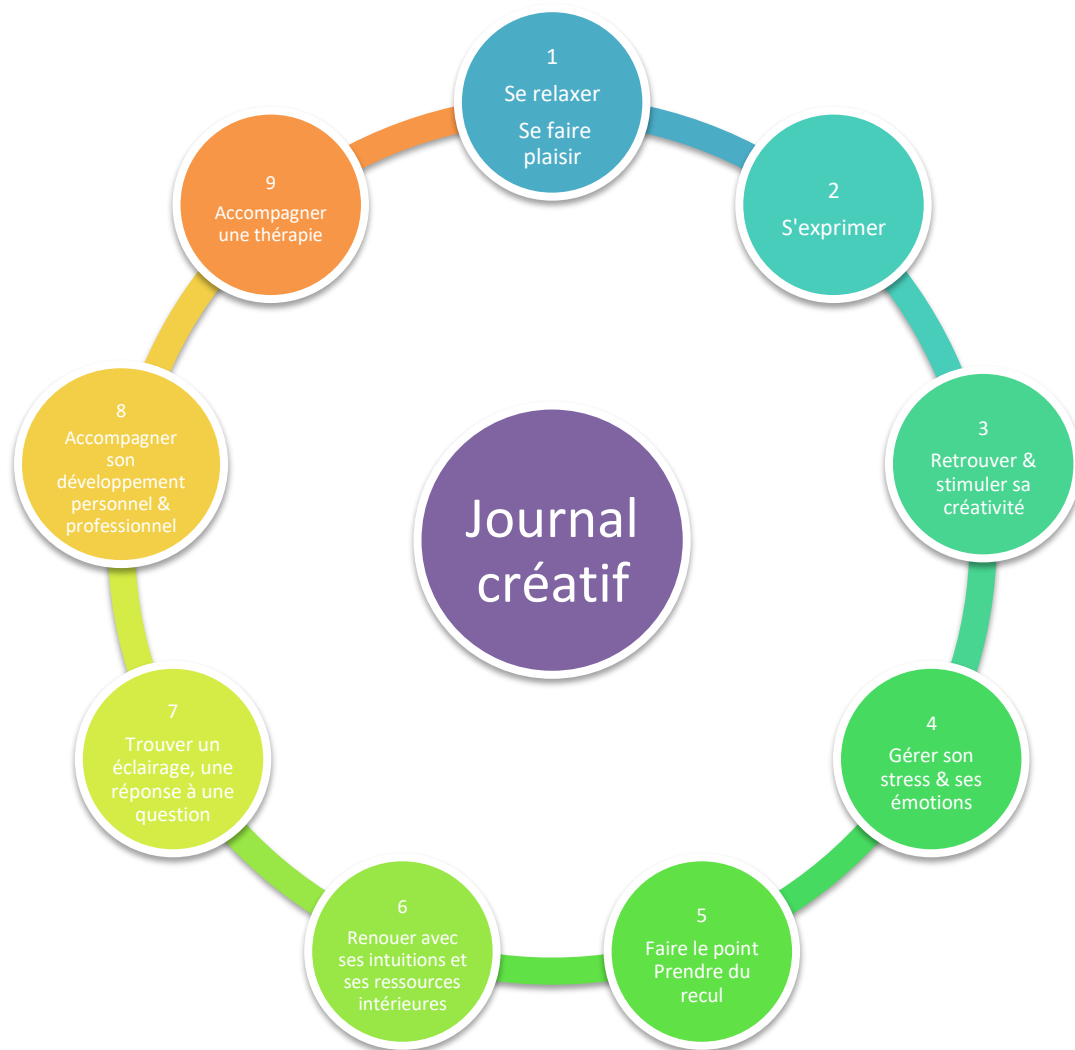 1
Se relaxer
Se faire
plaisir
2
S'exprimer
3
Retrouver &
stimuler sa
créativité
4
Gérer son
stress & ses
émotions
5
Faire le point
Prendre du
recul
6
Renouer avec
ses intuitions et
ses ressources
intérieures
7
Trouver un
éclairage, une
réponse à une
question
8
Accompagner
son
développement
personnel &
professionnel
9
Accompagner
une thérapie
Journal
créatif